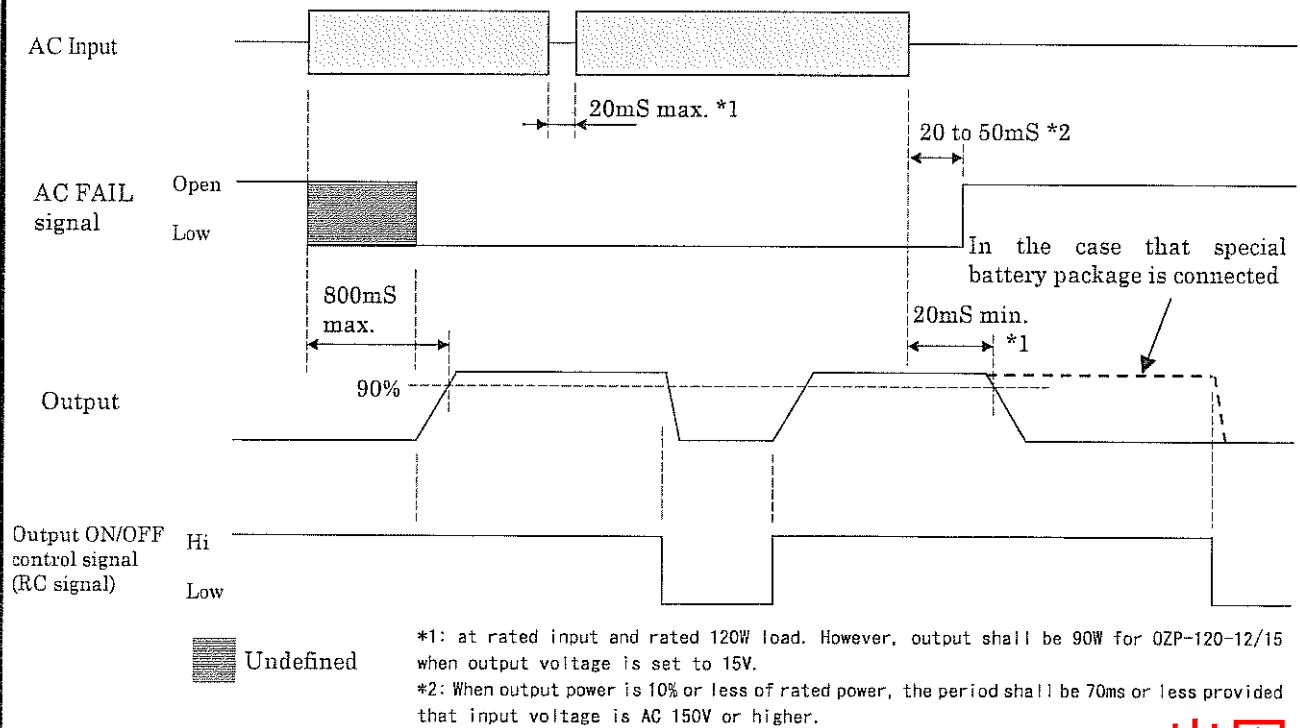 AC Input
20mS max. *1
20 to 50mS *2
AC FAIL
signal
Open
Low
In the case that special
battery package is connected
800mS
max.
20mS min.
*1
90%
Output
Output ON/OFF
control signal
(RC signal)
Hi
Low
Undefined
*1: at rated input and rated 120W load. However, output shall be 90W for OZP-120-12/15
when output voltage is set to 15V.
*2: When output power is 10% or less of rated power, the period shall be 70ms or less provided
that input voltage is AC 150V or higher.